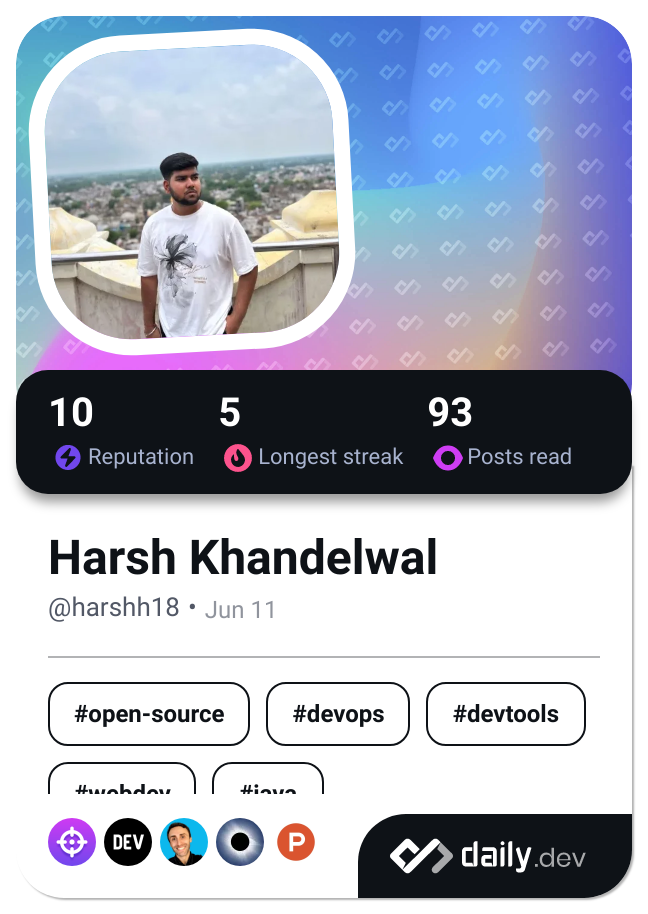 10 5 93
Reputation Longest streak Posts read
Harsh Khandelwal
@harshh18 • Jun 11
#open-source #devops #devtools
#webdev #java
DEV P
daily.dev